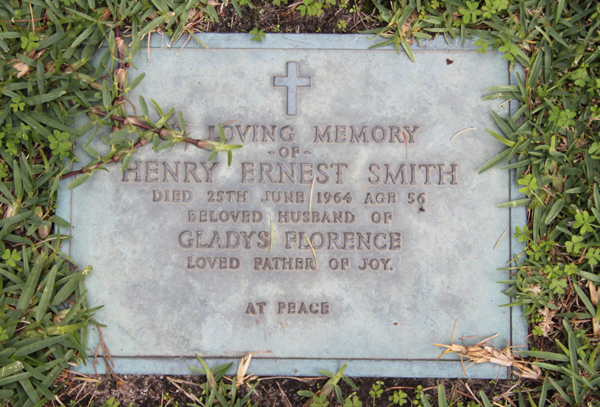 LOVING MEMORY
-OF-
HENRY ERNEST SMITH
DIED 25TH JUNE 1964 AGE 56
BELOVED HUSBAND OF
GLADYS FLORENCE
LOVED FATHER OF JOY.
AT PEACE